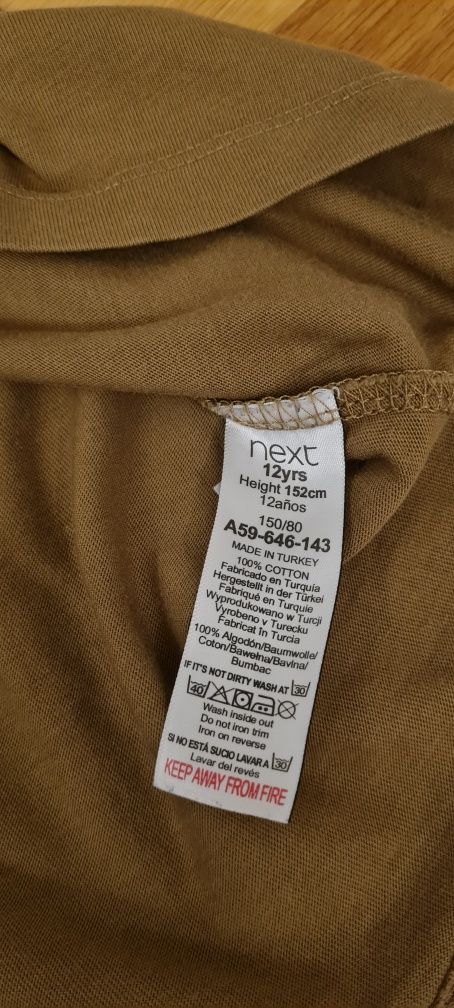 next
12yrs
Height 152cm
12años
150/80
A59-646-143
MADE IN TURKEY
100% COTTON
Fabricado en Turquía
Hergestellt in der Türkei
Fabriqué en Turquie
Wyprodukowano w Turcji
Vyrobeno v Turecku
Fabricat în Turcia
100% Algodón/Baumwolle/
Coton/Bawełna/Bavlna/
Bumbac
IF IT'S NOT DIRTY WASH AT 30
40
Wash inside out
Do not iron trim
Iron on reverse
SI NO ESTÁ SUCIO LAVAR A 30
Lavar del revés
KEEP AWAY FROM FIRE